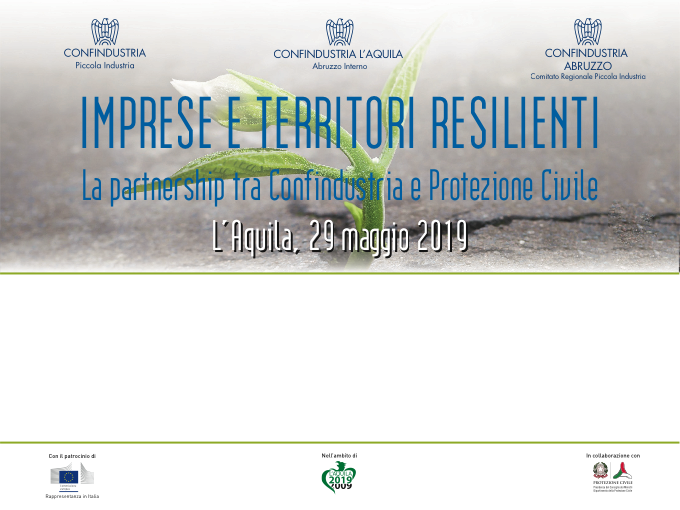 CONFINDUSTRIA
Piccola Industria
CONFINDUSTRIA L'AQUILA
Abruzzo Interno
CONFINDUSTRIA
ABRUZZO
Comitato Regionale Piccola Industria
IMPRESE E TERRITORI RESILIENTI
La partnership tra Confindustria e Protezione Civile
L'Aquila, 29 maggio 2019
Con il patrocinio di
Rappresentanza in Italia
Nell'ambito di
L'AQUILA
2019
2009
In collaborazione con
PROTEZIONE CIVILE